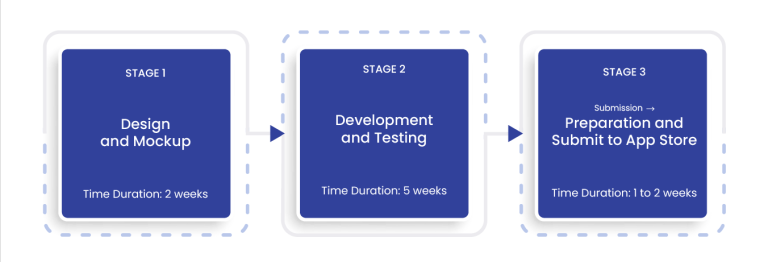 STAGE 1
Design
and Mockup
Time Duration: 2 weeks
STAGE 2
Development
and Testing
Time Duration: 5 weeks
STAGE 3
Submission →
Preparation and
Submit to App Store
Time Duration: 1 to 2 weeks